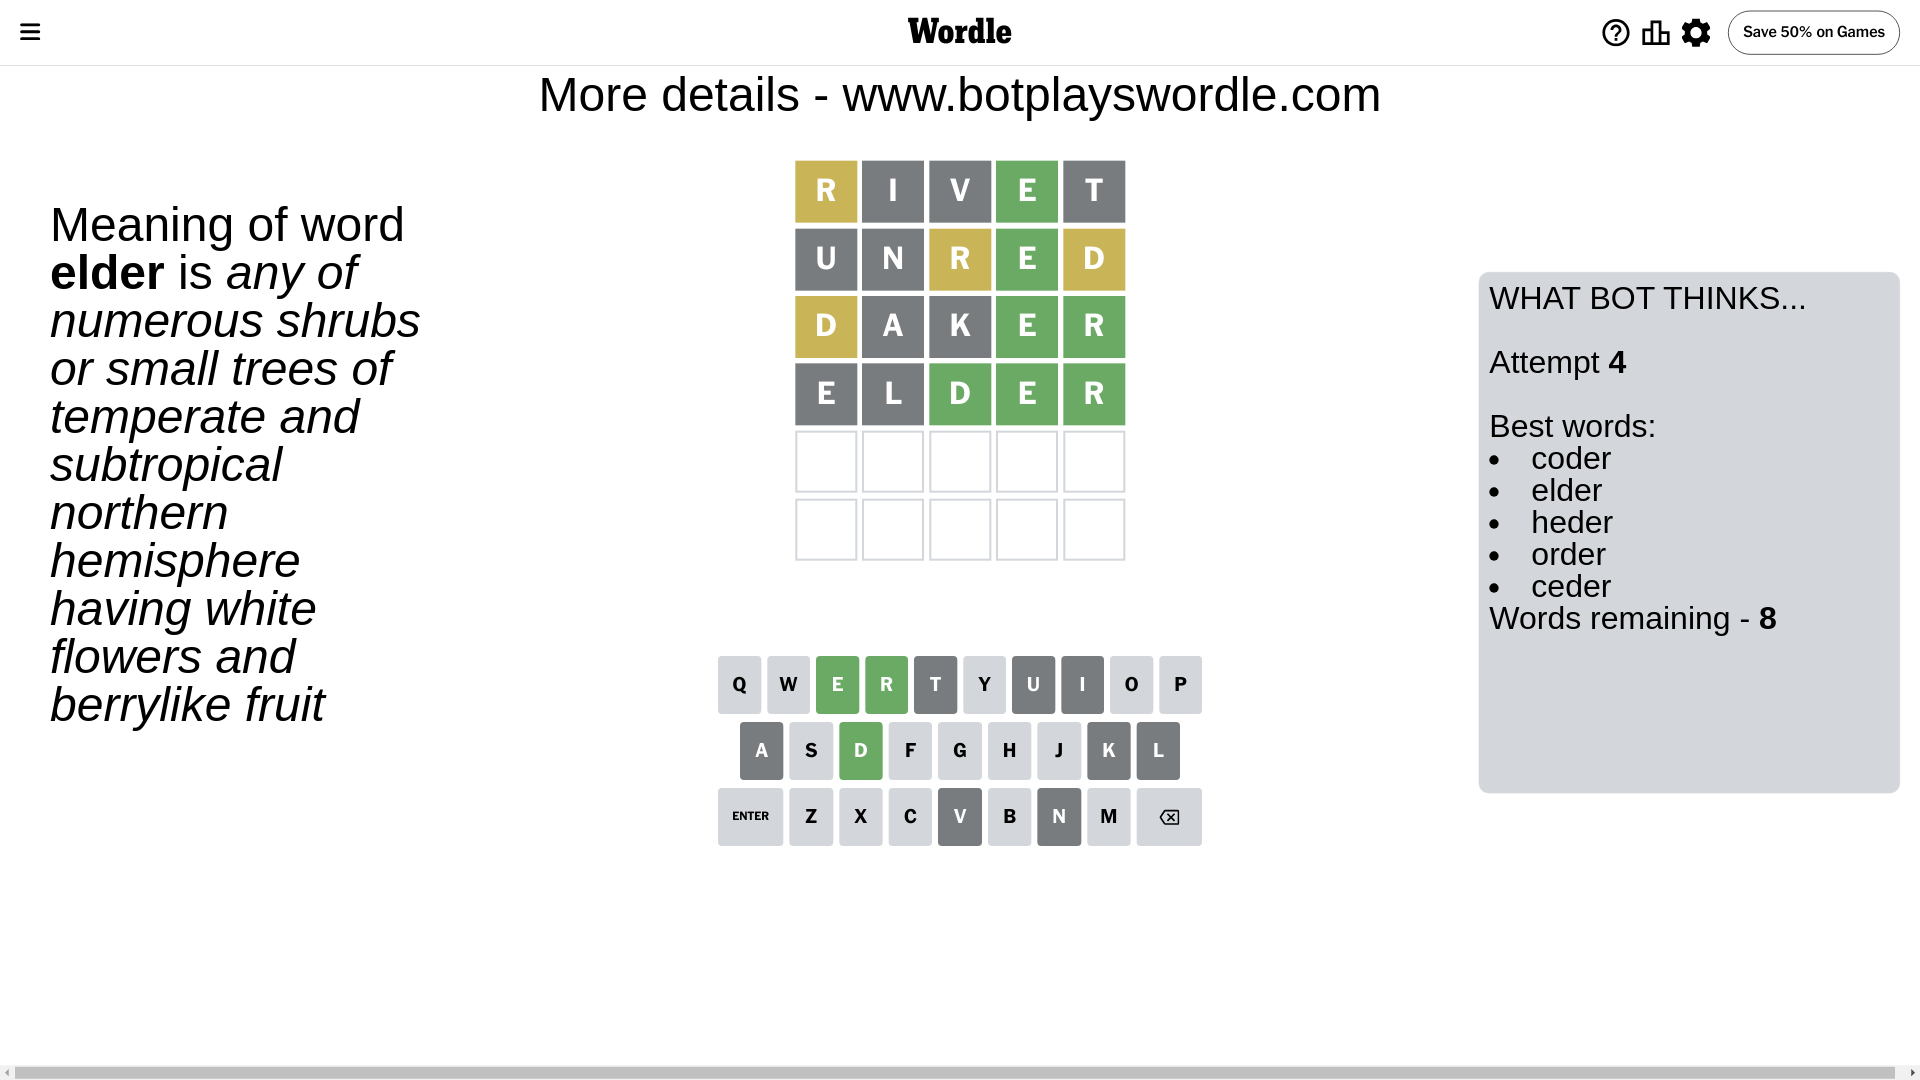 Wordle
Save 50% on Games
More details - www.botplayswordle.com
Meaning of word
elder is any of
numerous shrubs
or small trees of
temperate and
subtropical
northern
hemisphere
having white
flowers and
berrylike fruit
R I V E T
U N R E D
D A K E R
E L D E R
Q W E R T Y U I O P
A S D F G H J K L
ENTER Z X C V B N M
WHAT BOT THINKS...
Attempt 4
Best words:
• coder
• elder
• heder
• order
• ceder
Words remaining - 8